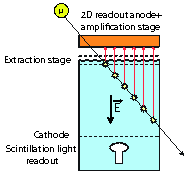 μ
2D readout anode+
amplification stage
Extraction stage
E
Cathode
Scintillation light
readout